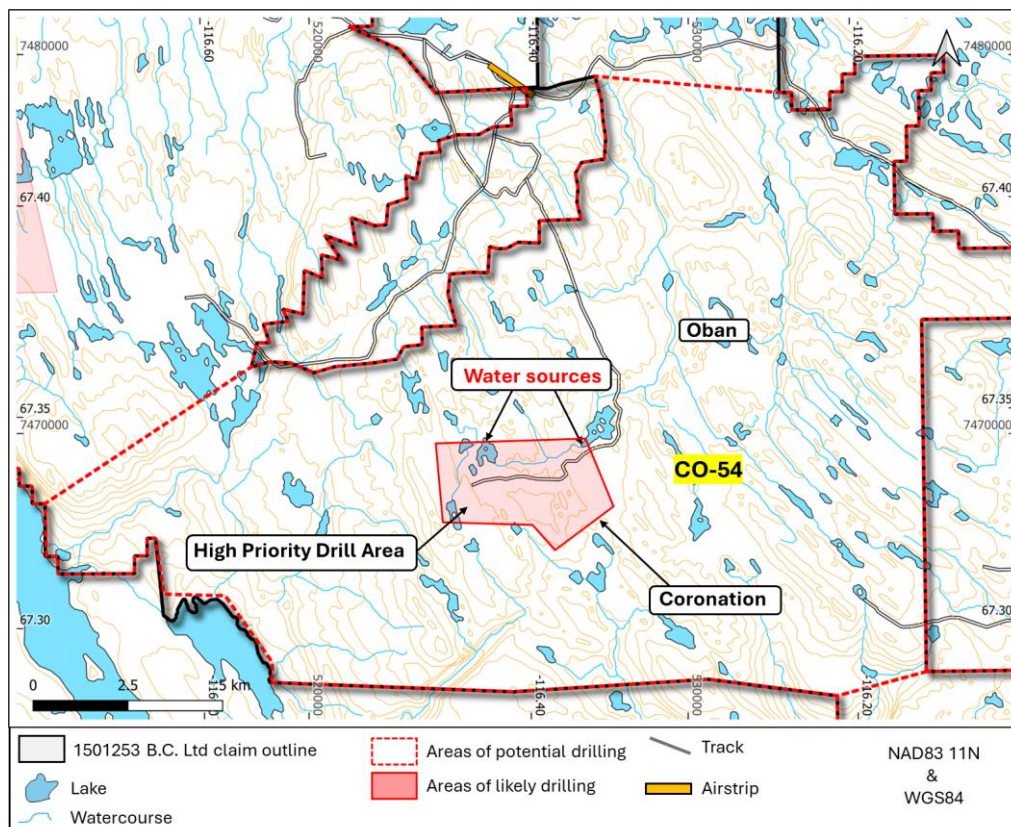 -116.60
520000
-116.40
530000
-116.20
7480000
7480000
67.40
67.40
Oban
Water sources
67.35
7470000
67.35
7470000
CO-54
High Priority Drill Area
Coronation
67.30
67.30
0 2.5 5 km
-116
520000
-116.40
530000
-116.20
1501253 B.C. Ltd claim outline
Lake
Watercourse
Areas of potential drilling
Areas of likely drilling
Track
Airstrip
NAD83 11N
&
WGS84